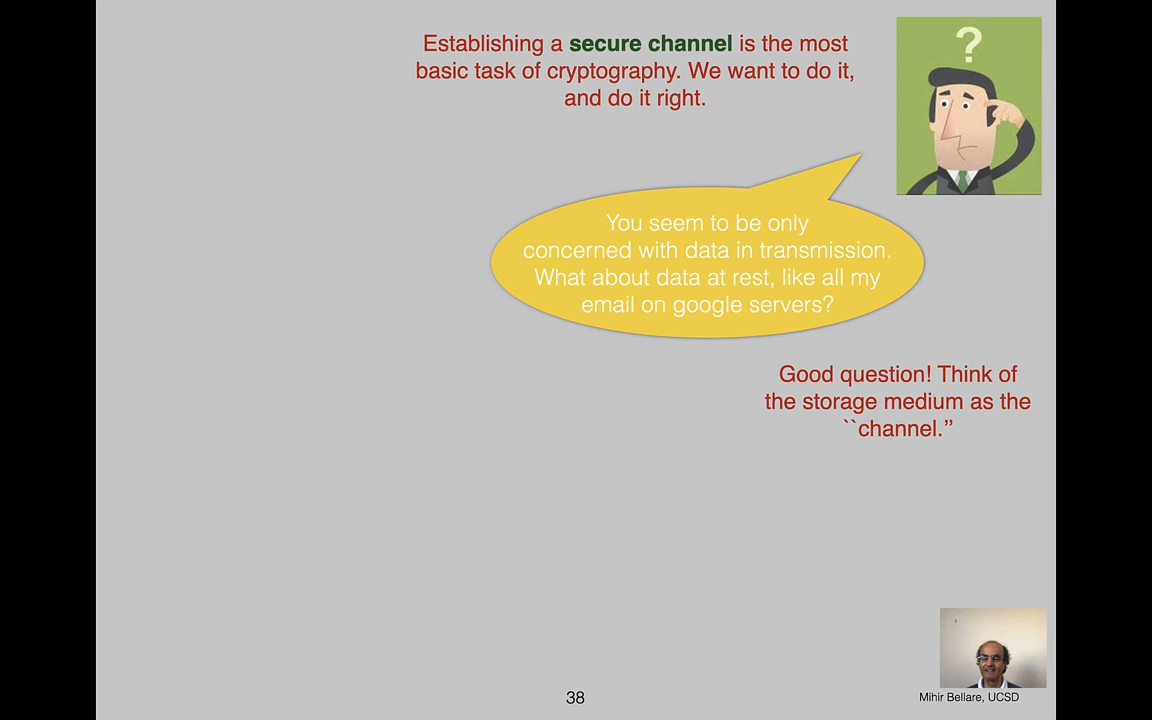 Establishing a secure channel is the most
basic task of cryptography. We want to do it,
and do it right.
?
You seem to be only
concerned with data in transmission.
What about data at rest, like all my
email on google servers?
Good question! Think of
the storage medium as the
``channel.”
38
Mihir Bellare, UCSD